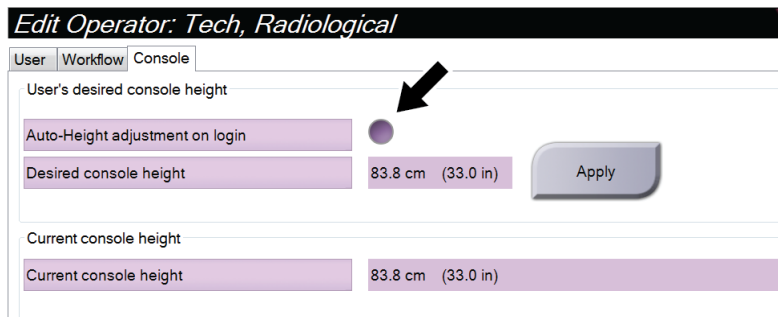 Edit Operator: Tech, Radiological
User Workflow Console
User's desired console height
Auto-Height adjustment on login
Desired console height 83.8 cm (33.0 in) Apply
Current console height
Current console height 83.8 cm (33.0 in)